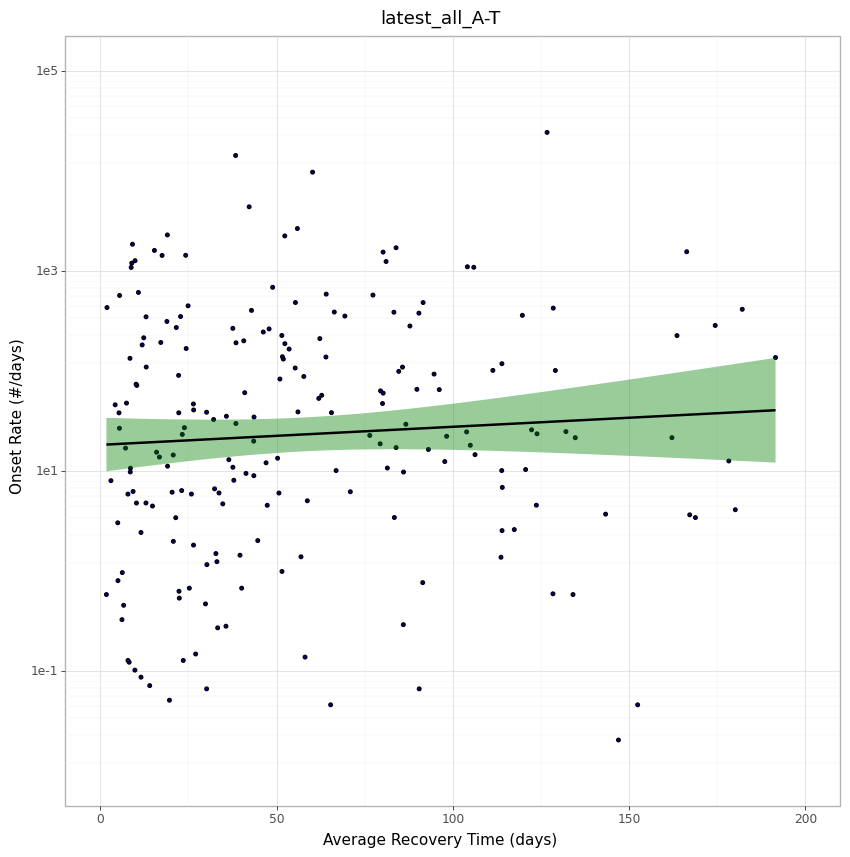 latest_all_A-T
1e5
1e3
1e1
1e-1
Onset Rate (#/days)
0 50 100 150 200
Average Recovery Time (days)